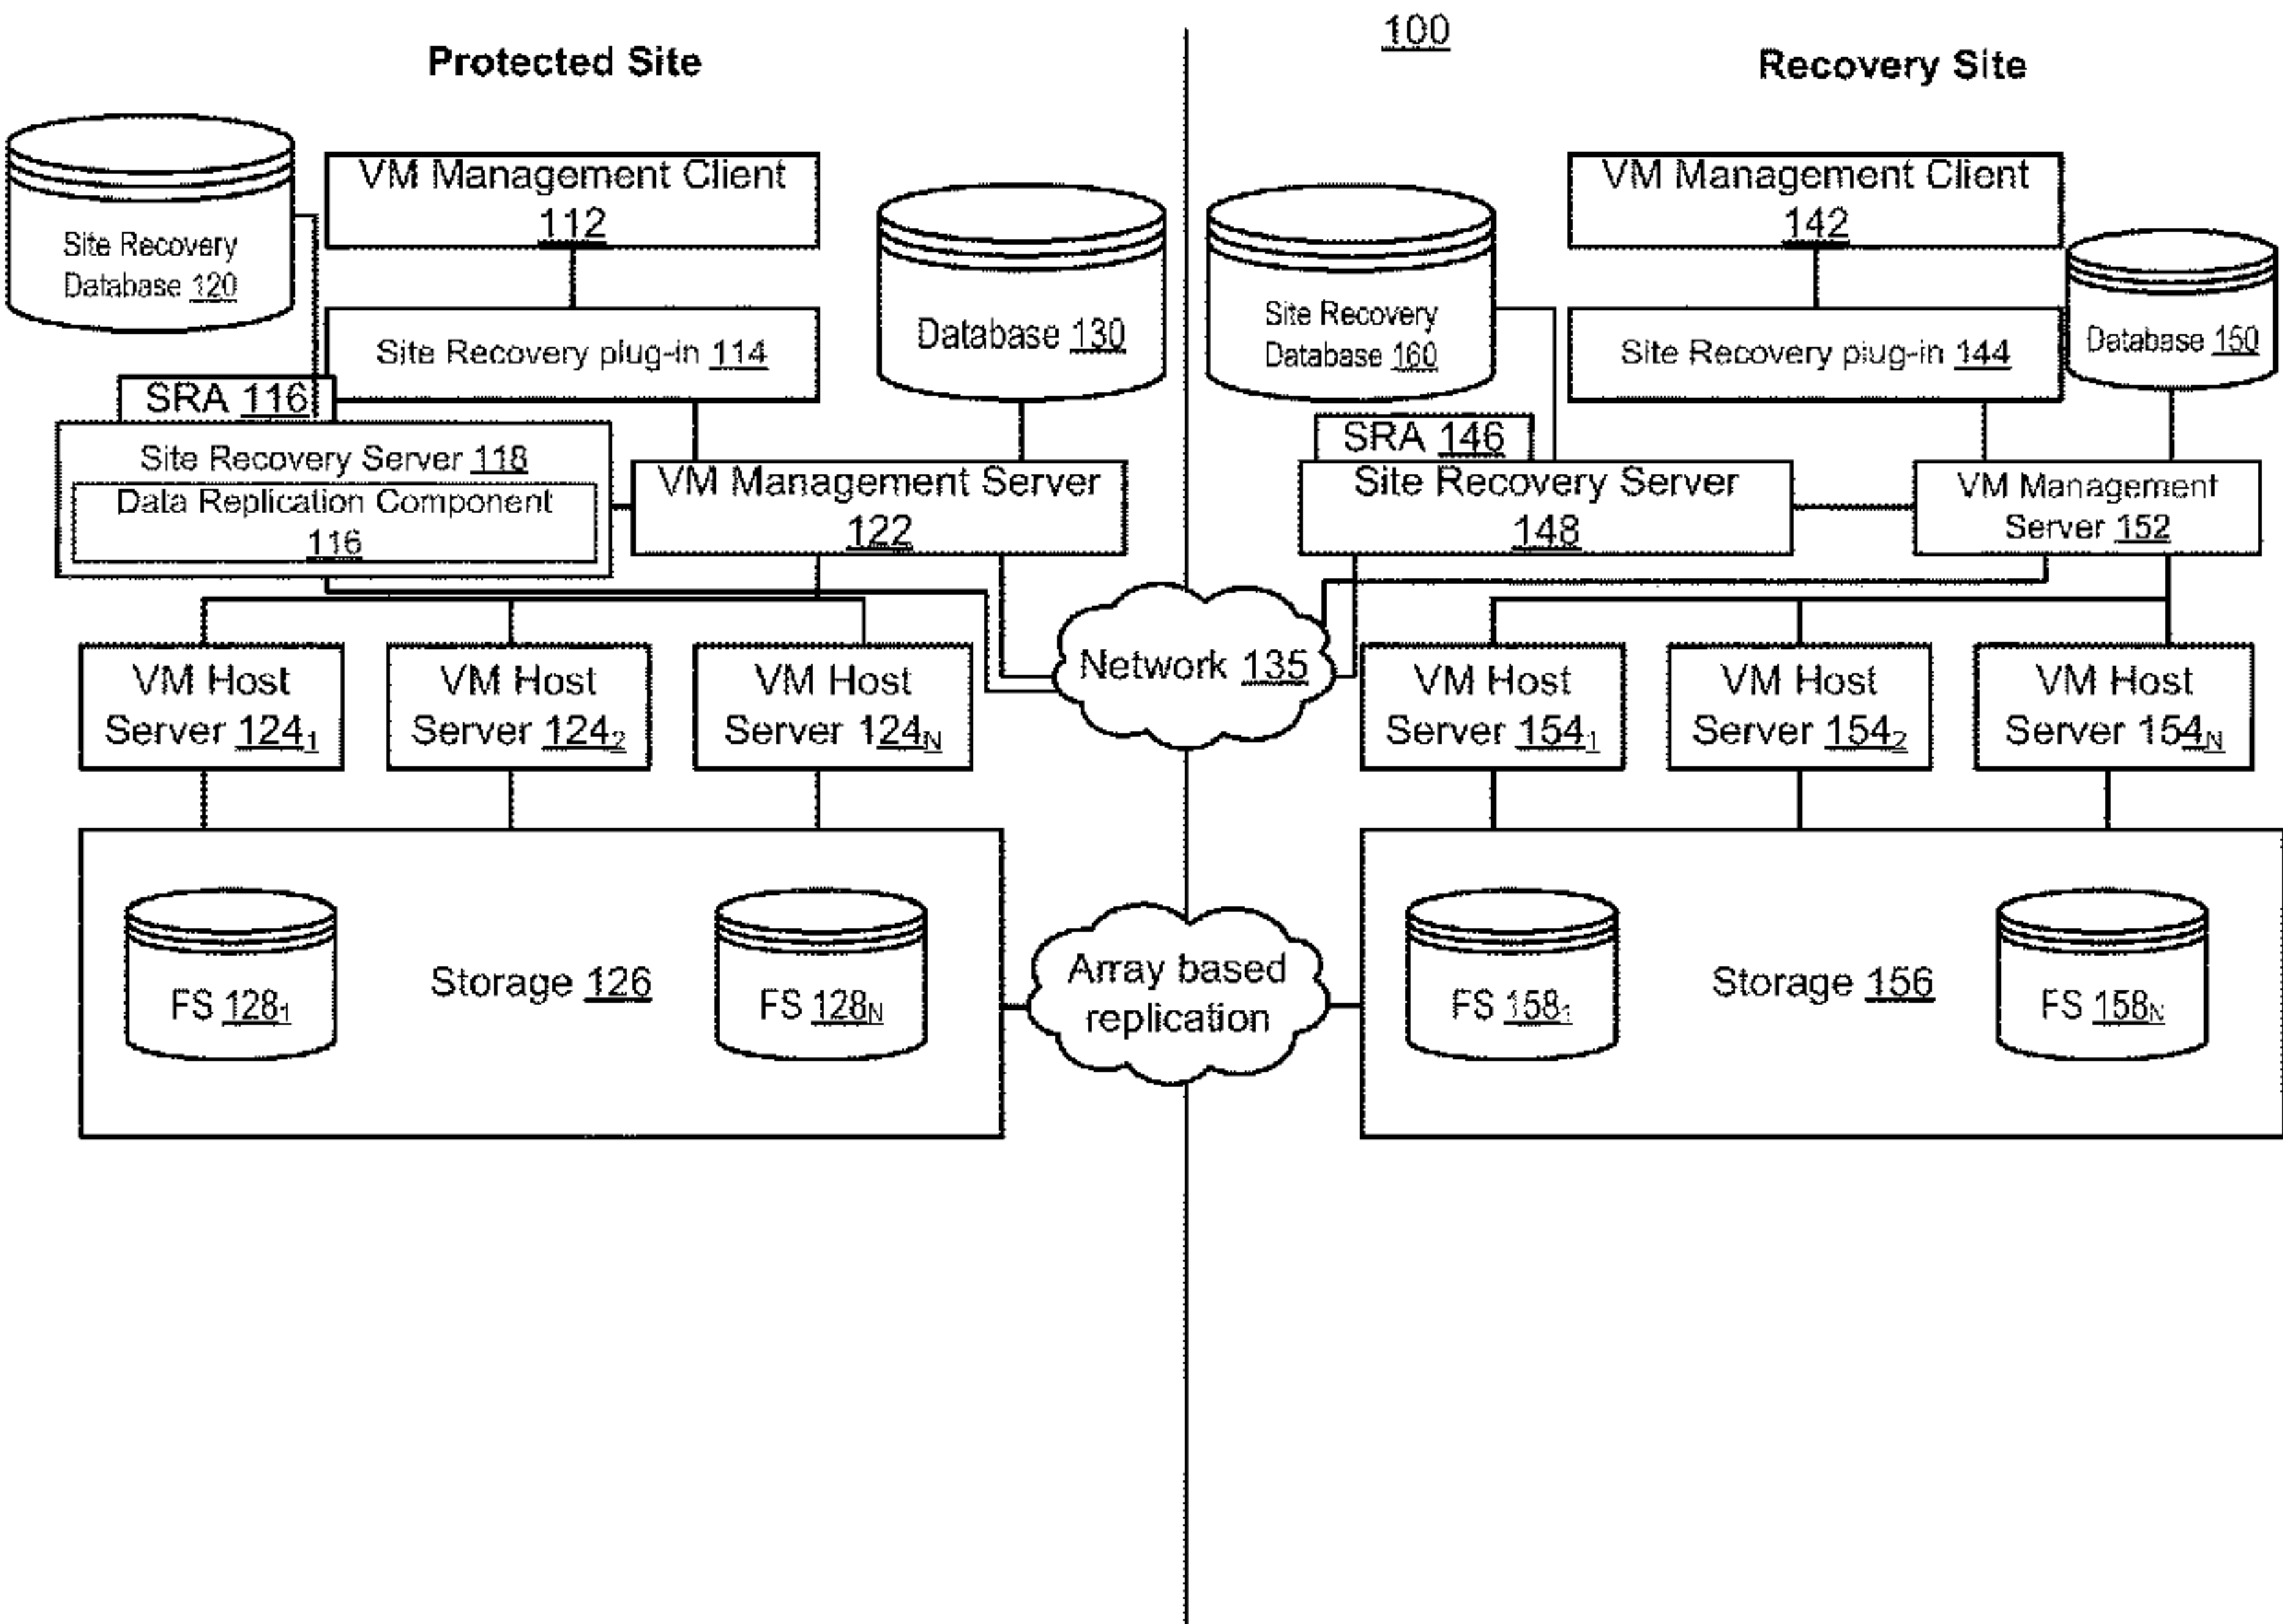 100
Protected Site
Recovery Site
VM Management Client
112
Site Recovery
Database 120
Site Recovery plug-in 114
Database 130
SRA 116
Site Recovery Server 118
Data Replication Component
116
VM Management Server
122
VM Host
Server 124₁
VM Host
Server 124₂
VM Host
Server 124N
Storage 126
FS 128₁
FS 128N
Network 135
Array based
replication
VM Management Client
142
Site Recovery
Database 160
Site Recovery plug-in 144
Database 150
SRA 146
Site Recovery Server
148
VM Management
Server 152
VM Host
Server 154₁
VM Host
Server 154₂
VM Host
Server 154N
FS 158₁
Storage 156
FS 158N